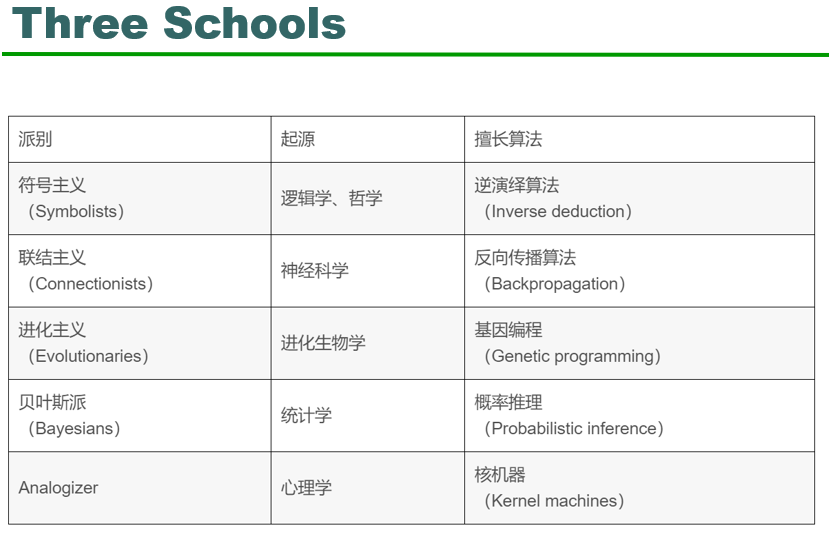 Three Schools
派别
起源
擅长算法
符号主义
（Symbolists）
逻辑学、哲学
逆演绎算法
（Inverse deduction）
联结主义
（Connectionists）
神经科学
反向传播算法
（Backpropagation）
进化主义
（Evolutionaries）
进化生物学
基因编程
（Genetic programming）
贝叶斯派
（Bayesians）
统计学
概率推理
（Probabilistic inference）
Analogizer
心理学
核机器
（Kernel machines）